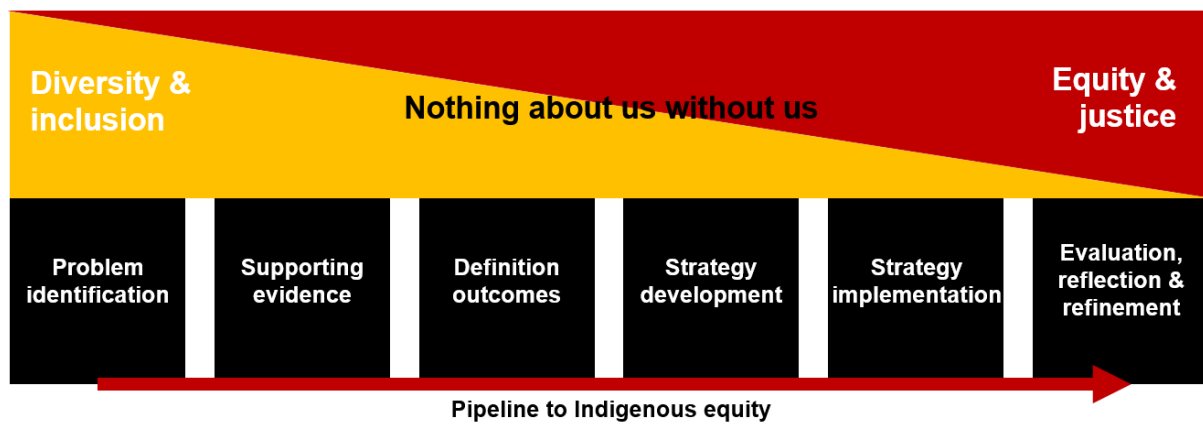 Diversity &
inclusion
Nothing about us without us
Equity &
justice
Problem
identification
Supporting
evidence
Definition
outcomes
Strategy
development
Strategy
implementation
Evaluation,
reflection &
refinement
Pipeline to Indigenous equity